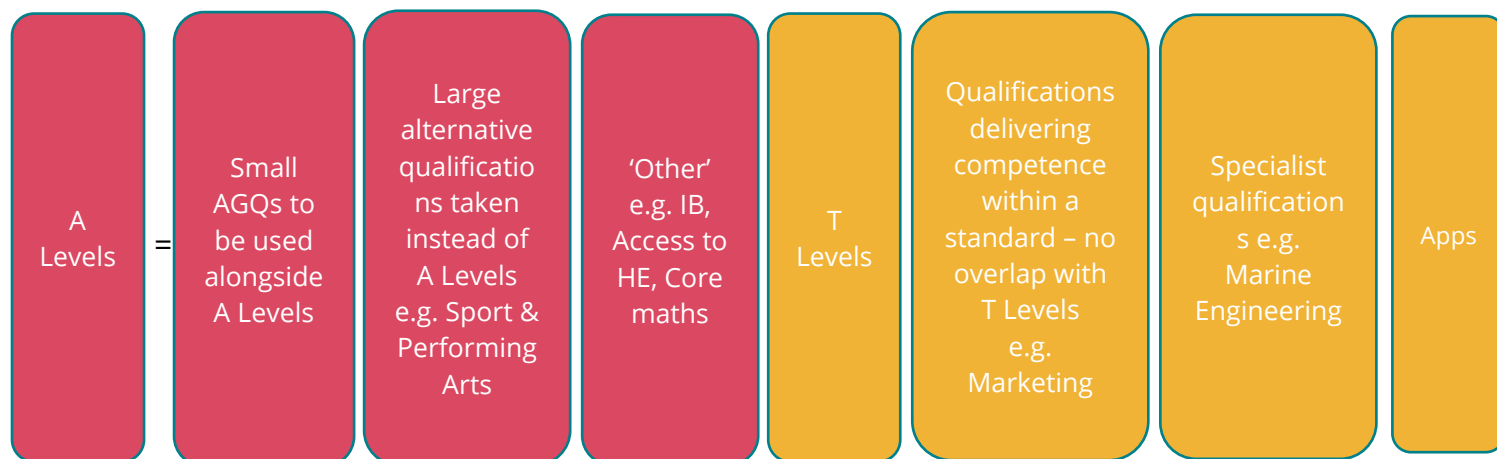 A
Levels
=
Small
AGQs to
be used
alongside
A Levels
Large
alternative
qualificatio
ns taken
instead of
A Levels
e.g. Sport &
Performing
Arts
‘Other’
e.g. IB,
Access to
HE, Core
maths
T
Levels
Qualifications
delivering
competence
within a
standard – no
overlap with
T Levels
e.g.
Marketing
Specialist
qualification
s e.g.
Marine
Engineering
Apps